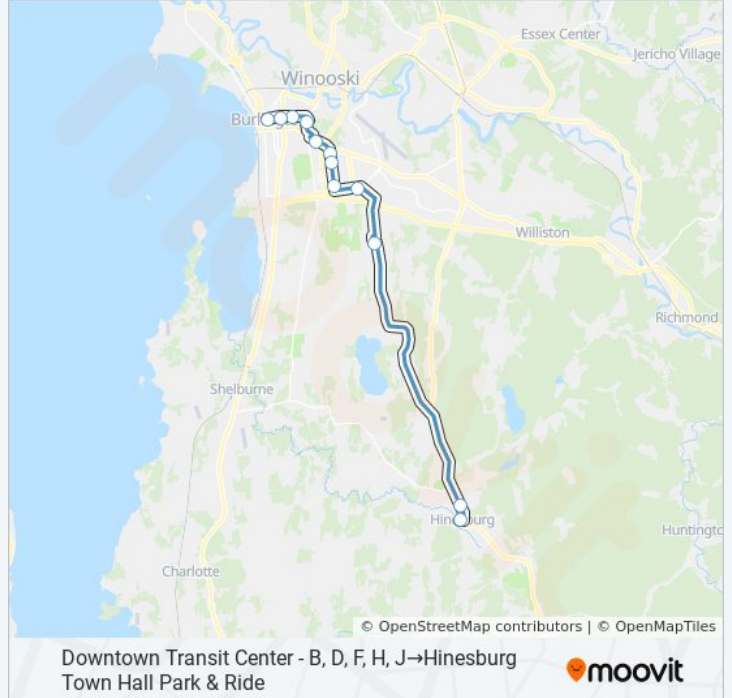 Essex Center
Jericho Village
Winooski
Burl
Williston
Richmond
Shelburne
Hinesburg
Huntingto
Charlotte
© OpenStreetMap contributors | © OpenMapTiles
Downtown Transit Center - B, D, F, H, J→Hinesburg
Town Hall Park & Ride
moovit